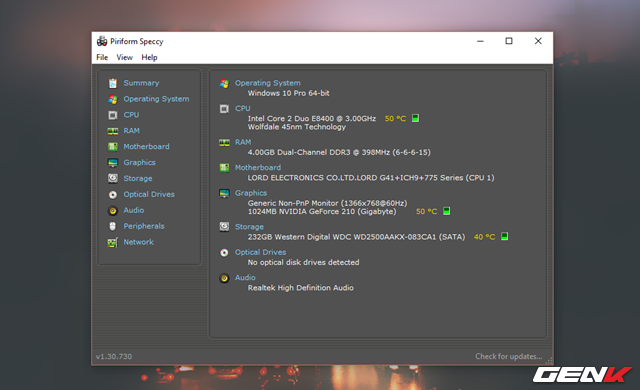 Piriform Speccy
File View Help
Summary
Operating System
CPU
RAM
Motherboard
Graphics
Storage
Optical Drives
Audio
Peripherals
Network
Operating System
Windows 10 Pro 64-bit
CPU
Intel Core 2 Duo E8400 @ 3.00GHz 50 °C
Wolfdale 45nm Technology
RAM
4.00GB Dual-Channel DDR3 @ 398MHz (6-6-6-15)
Motherboard
LORD ELECTRONICS CO.LTD.LORD G41+ICH9+775 Series (CPU 1)
Graphics
Generic Non-PnP Monitor (1366x768@60Hz)
1024MB NVIDIA GeForce 210 (Gigabyte) 50 °C
Storage
232GB Western Digital WDC WD2500AAKX-083CA1 (SATA) 40 °C
Optical Drives
No optical disk drives detected
Audio
Realtek High Definition Audio
v1.30.730
Check for updates...
GENK